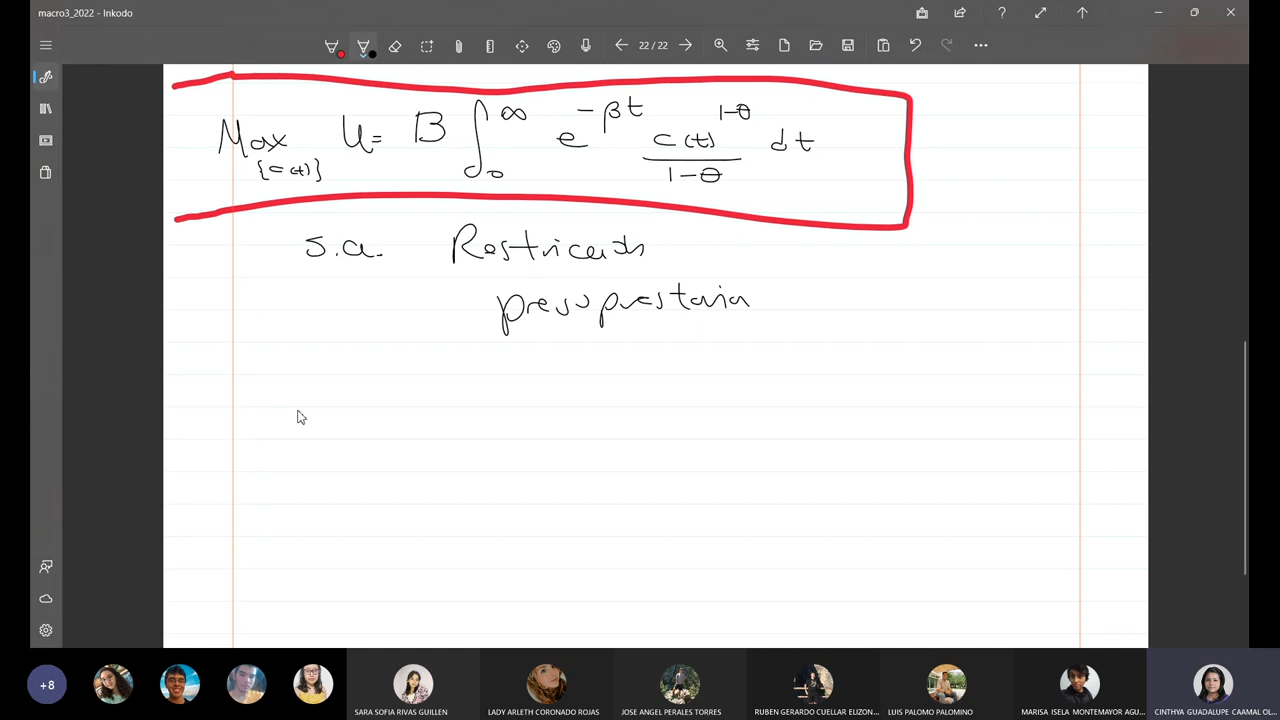 macro3_2022 - Inkodo
22 / 22
Max U = B ∫₀^∞ e^{-βt} c(t)^{1-θ} / 1-θ dt
{c(t)}
s.a. Restricción
presupuestaria
+8
SARA SOFIA RIVAS GUILLEN
LADY ARLETH CORONADO ROJAS
JOSE ANGEL PERALES TORRES
RUBEN GERARDO CUELLAR ELIZON...
LUIS PALOMO PALOMINO
MARISA ISELA MONTEMAYOR AGU...
CINTHYA GUADALUPE CAAMAL OL...